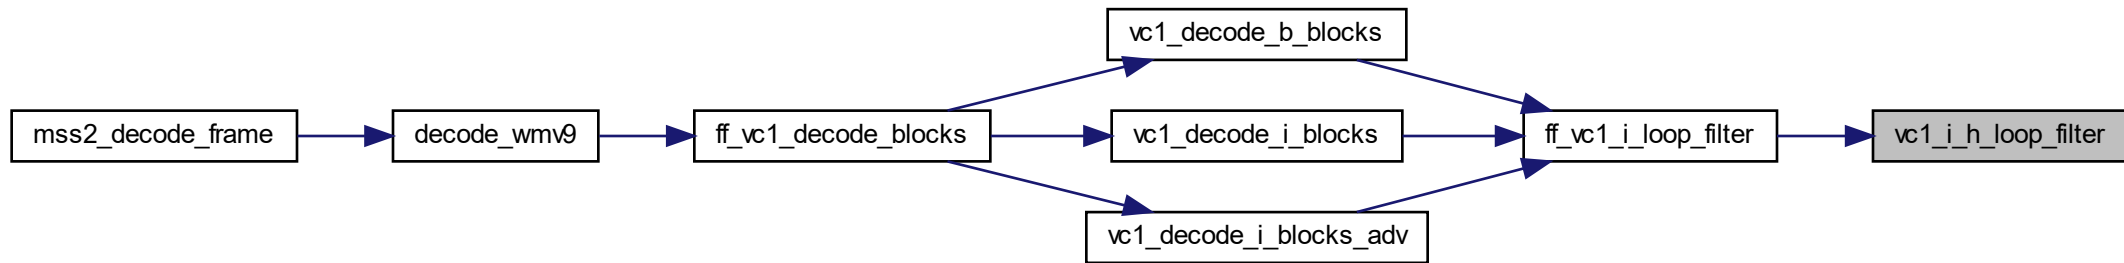 vc1_decode_b_blocks
mss2_decode_frame
decode_wmv9
ff_vc1_decode_blocks
vc1_decode_i_blocks
ff_vc1_i_loop_filter
vc1_i_h_loop_filter
vc1_decode_i_blocks_adv